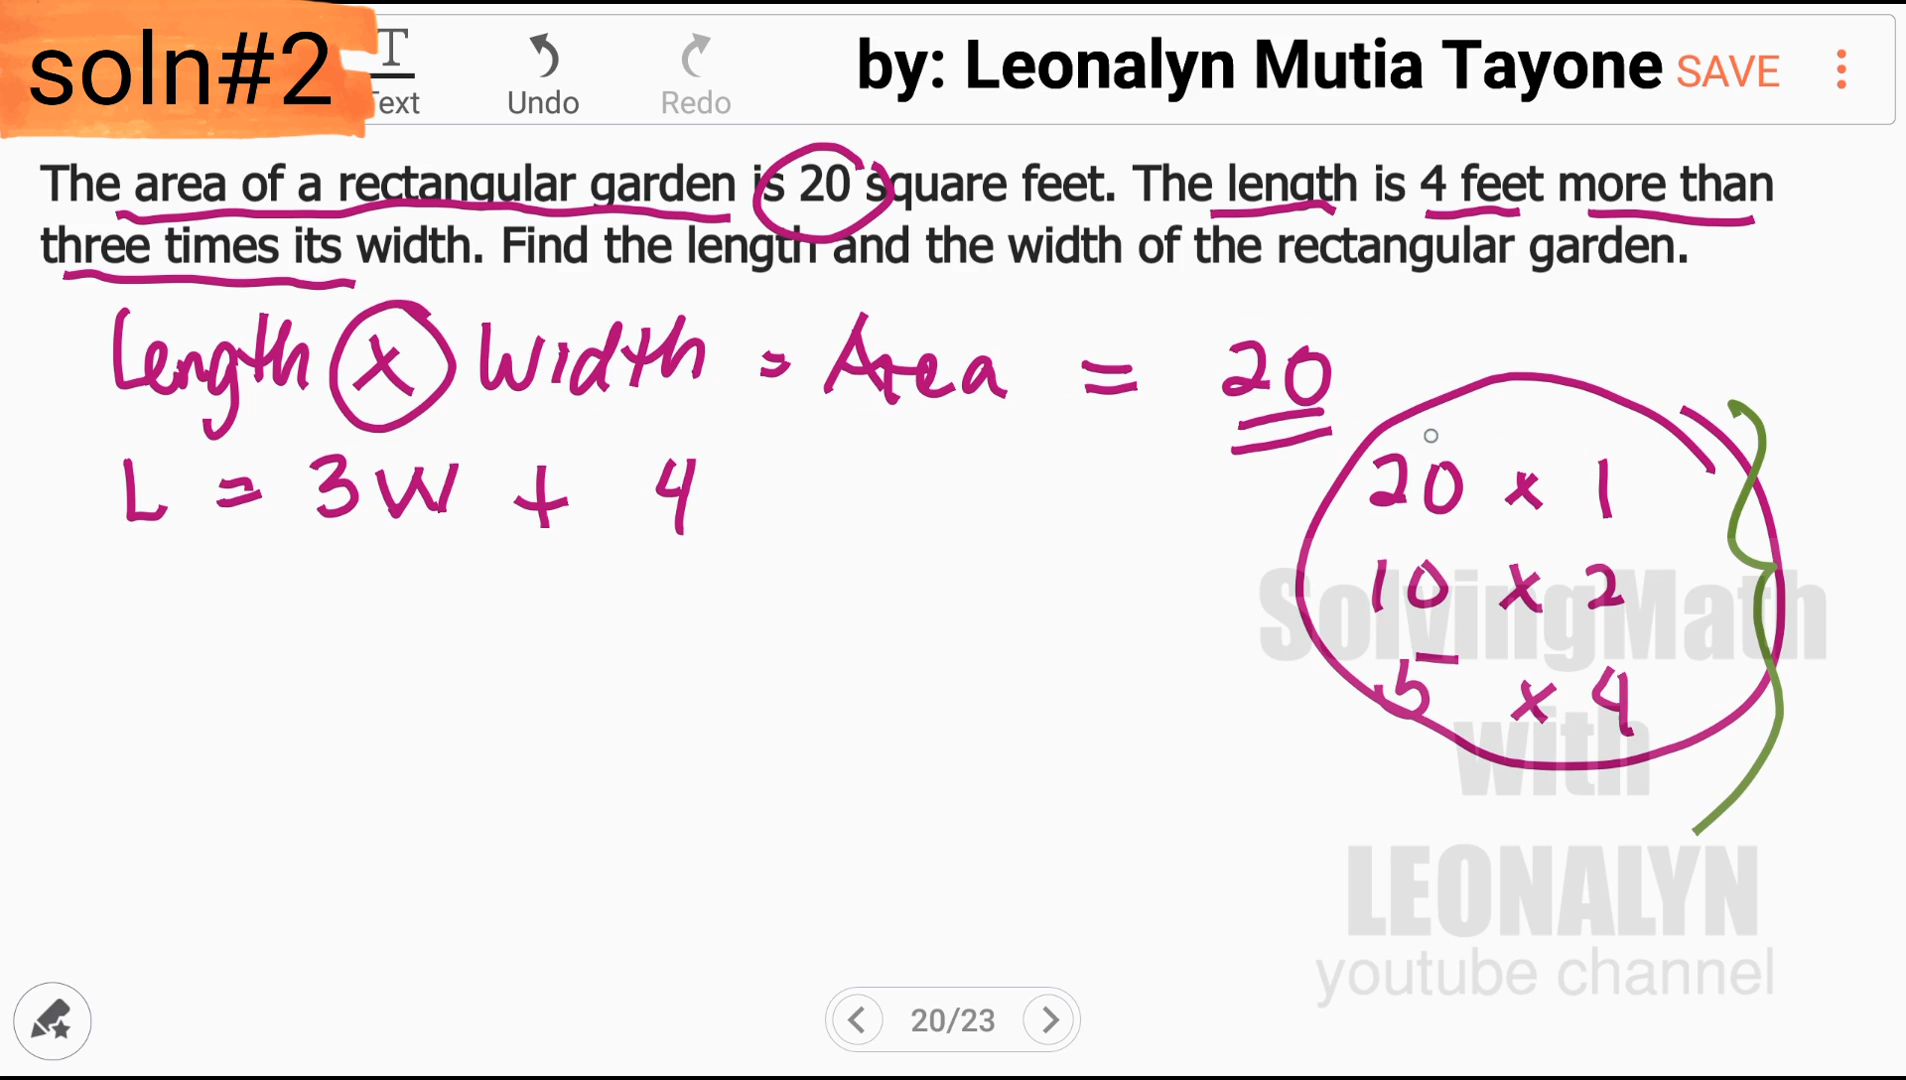 soln#2
Text
Undo
Redo
by: Leonalyn Mutia Tayone
SAVE
The area of a rectangular garden is 20 square feet. The length is 4 feet more than
three times its width. Find the length and the width of the rectangular garden.
Length x Width = Area = 20
L = 3W + 4
20 x 1
10 x 2
5 x 4
SolvingMath
with
LEONALYN
youtube channel
20/23